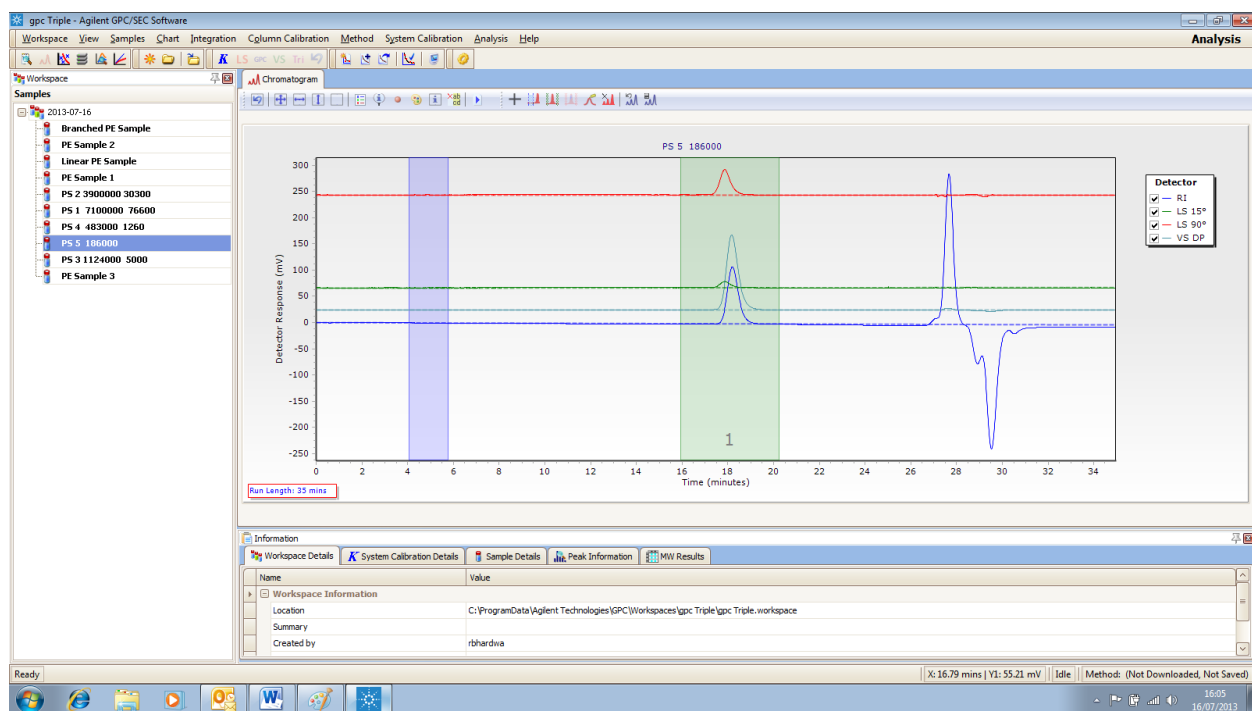 gpc Triple - Agilent GPC/SEC Software
Workspace View Samples Chart Integration Column Calibration Method System Calibration Analysis Help
Analysis
K LS GPC VS Tri
Workspace
Samples
2013-07-16
Branched PE Sample
PE Sample 2
Linear PE Sample
PE Sample 1
PS 2 3900000 30300
PS 1 7100000 76600
PS 4 483000 1260
PS 5 186000
PS 3 1124000 5000
PE Sample 3
Chromatogram
PS 5 186000
Detector Response (mV)
300
250
200
150
100
50
0
-50
-100
-150
-200
-250
1
0 2 4 6 8 10 12 14 16 18 20 22 24 26 28 30 32 34
Time (minutes)
Run Length: 35 mins
Detector
RI
LS 15°
LS 90°
VS DP
Information
Workspace Details K System Calibration Details Sample Details Peak Information MW Results
Name Value
Workspace Information
Location C:\ProgramData\Agilent Technologies\GPC\Workspaces\gpc Triple\gpc Triple.workspace
Summary
Created by rbhardwa
Ready X: 16.79 mins | Y1: 55.21 mV Idle Method: (Not Downloaded, Not Saved)
16:05
16/07/2013